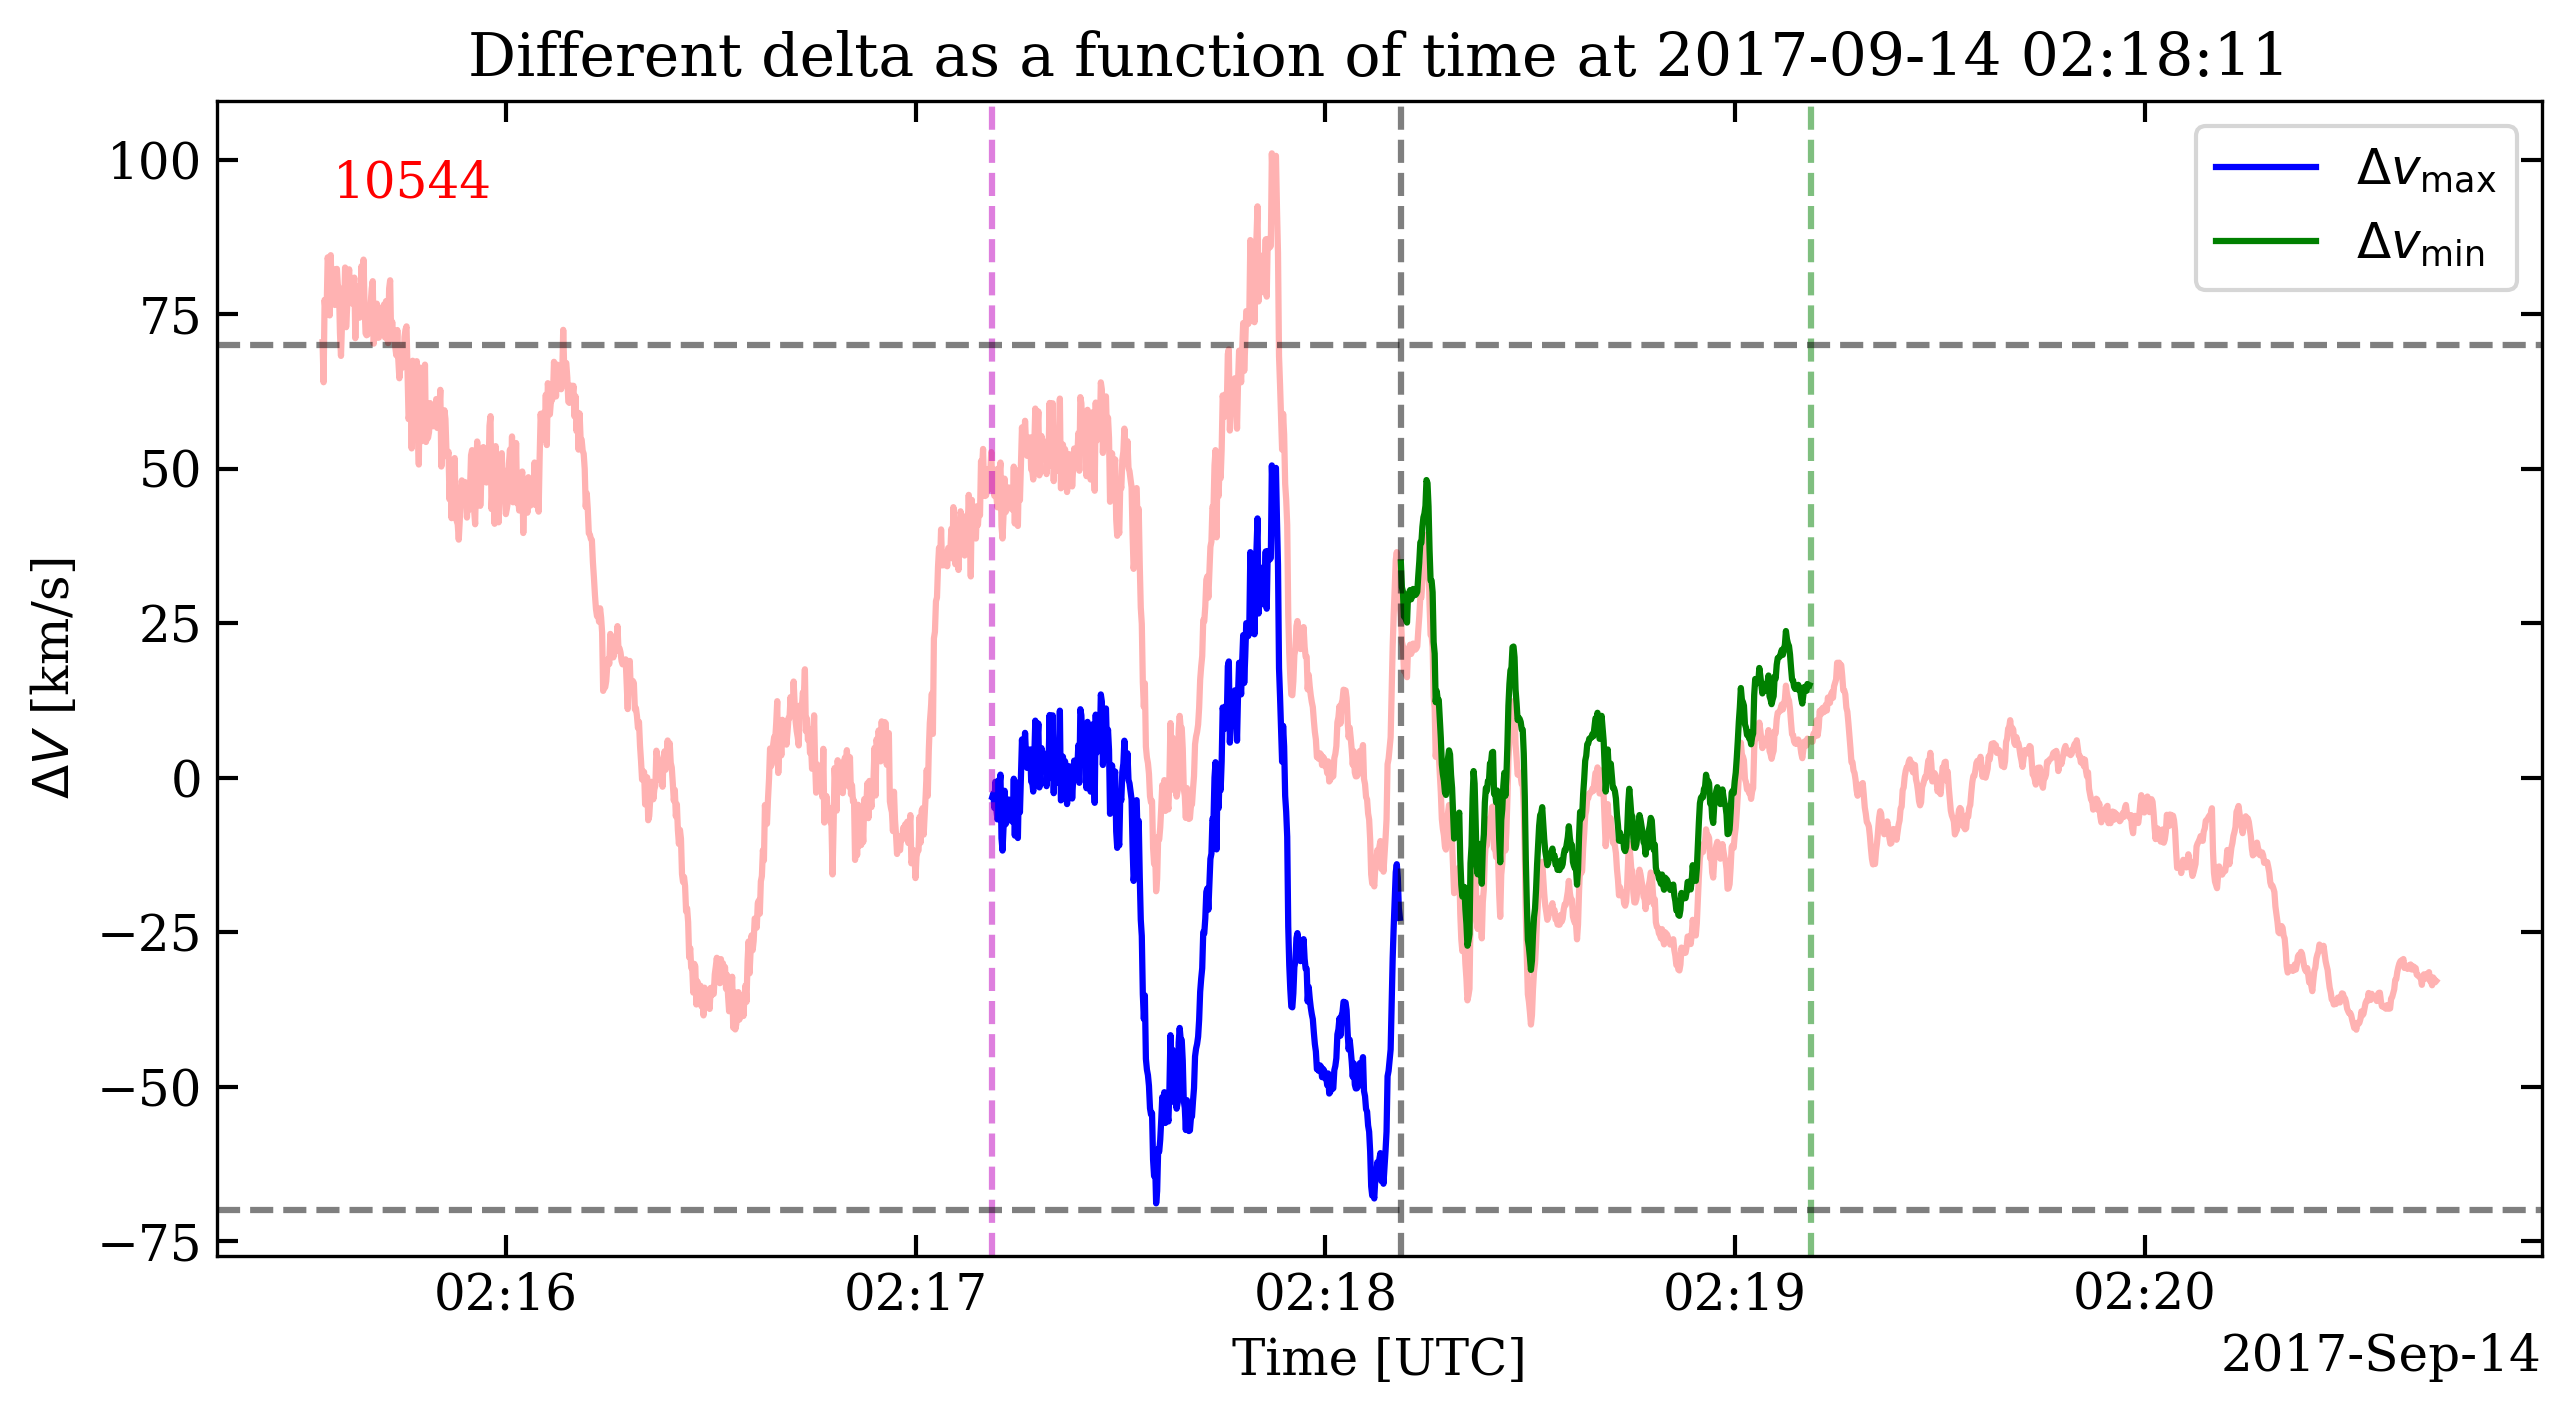 Different delta as a function of time at 2017-09-14 02:18:11
10544
Δv_max
Δv_min
100
75
50
25
0
−25
−50
−75
ΔV [km/s]
02:16 02:17 02:18 02:19 02:20
Time [UTC]
2017-Sep-14